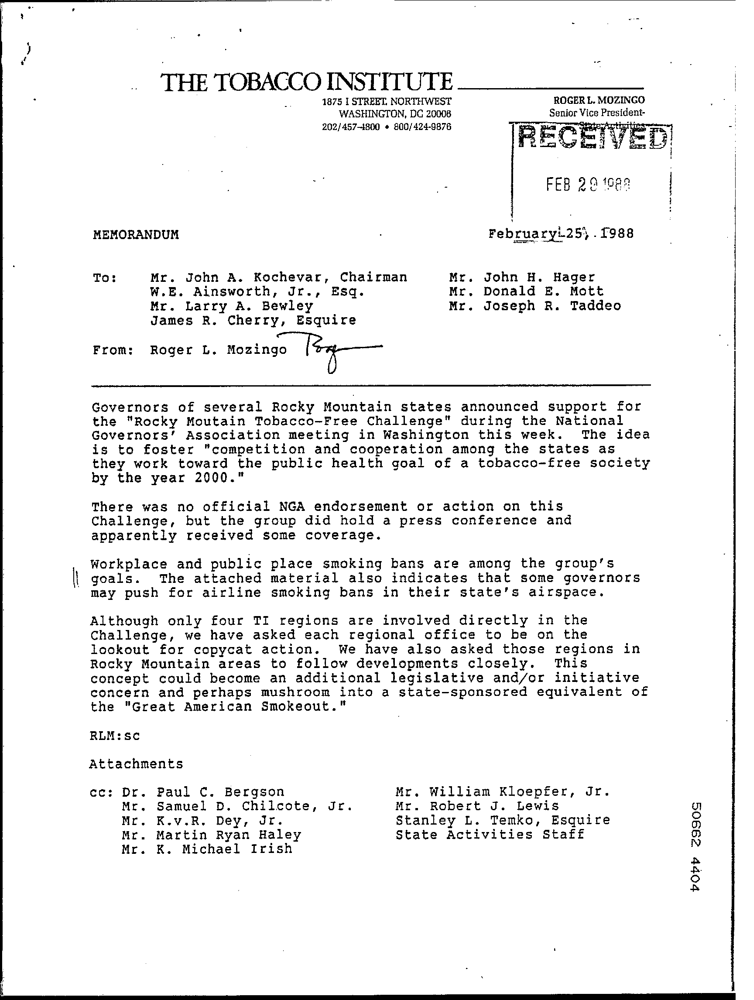 THE TOBACCO INSTITUTE
1875 I STREET, NORTHWEST
WASHINGTON, DC 20006
202/457-4800 • 800/424-9876
ROGER L. MOZINGO
Senior Vice President-
State Activities
RECEIVED
FEB 29 1988
MEMORANDUM
February 25, 1988
To: Mr. John A. Kochevar, Chairman Mr. John H. Hager
W.E. Ainsworth, Jr., Esq. Mr. Donald E. Mott
Mr. Larry A. Bewley Mr. Joseph R. Taddeo
James R. Cherry, Esquire
From: Roger L. Mozingo Rog
Governors of several Rocky Mountain states announced support for
the "Rocky Moutain Tobacco-Free Challenge" during the National
Governors' Association meeting in Washington this week. The idea
is to foster "competition and cooperation among the states as
they work toward the public health goal of a tobacco-free society
by the year 2000."
There was no official NGA endorsement or action on this
Challenge, but the group did hold a press conference and
apparently received some coverage.
Workplace and public place smoking bans are among the group's
goals. The attached material also indicates that some governors
may push for airline smoking bans in their state's airspace.
Although only four TI regions are involved directly in the
Challenge, we have asked each regional office to be on the
lookout for copycat action. We have also asked those regions in
Rocky Mountain areas to follow developments closely. This
concept could become an additional legislative and/or initiative
concern and perhaps mushroom into a state-sponsored equivalent of
the "Great American Smokeout."
RLM:sc
Attachments
cc: Dr. Paul C. Bergson Mr. William Kloepfer, Jr.
Mr. Samuel D. Chilcote, Jr. Mr. Robert J. Lewis
Mr. K.v.R. Dey, Jr. Stanley L. Temko, Esquire
Mr. Martin Ryan Haley State Activities Staff
Mr. K. Michael Irish
50662 4404